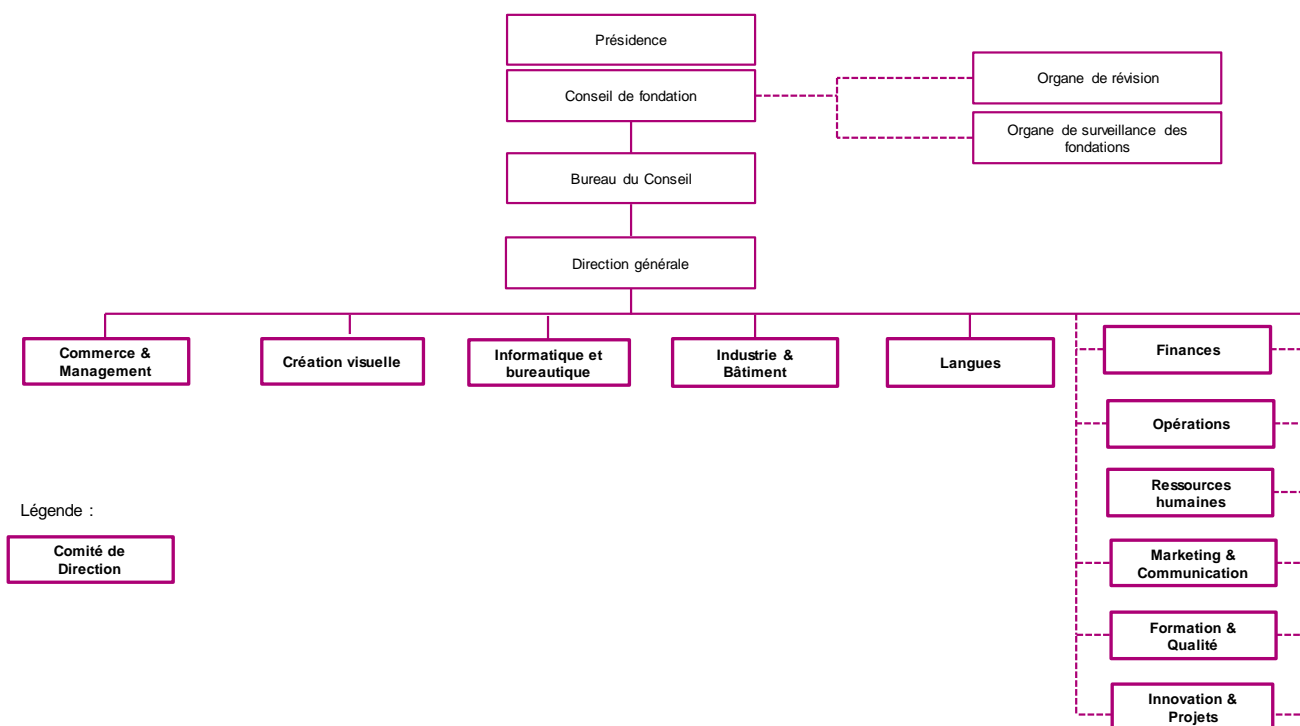 Présidence
Conseil de fondation
Organe de révision
Organe de surveillance des
fondations
Bureau du Conseil
Direction générale
Commerce &
Management
Création visuelle
Informatique et
bureautique
Industrie &
Bâtiment
Langues
Finances
Opérations
Ressources
humaines
Marketing &
Communication
Formation &
Qualité
Innovation &
Projets
Légende :
Comité de
Direction